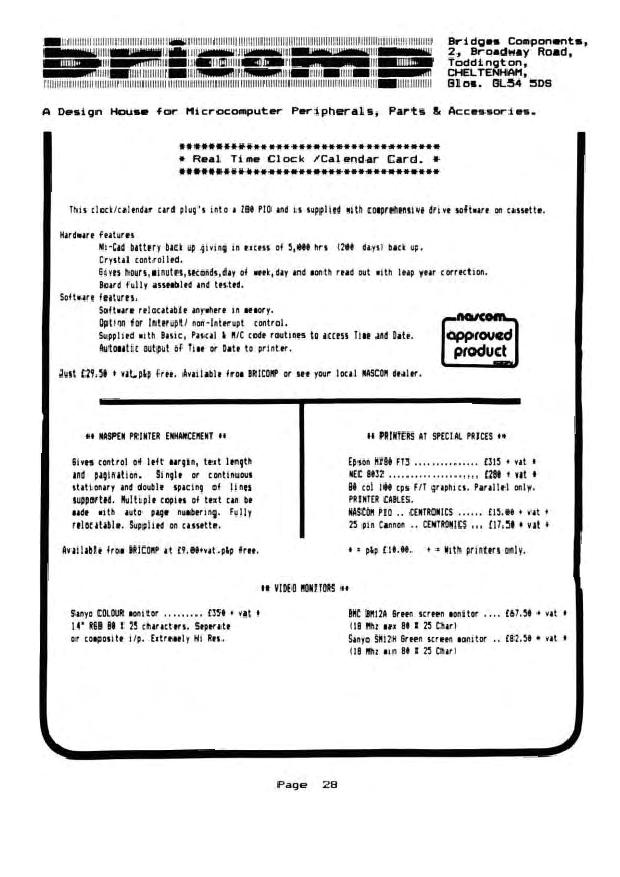 bricomp
Bridges Components,
2, Broadway Road,
Toddington,
CHELTENHAM,
Glos. GL54 5DS
A Design House for Microcomputer Peripherals, Parts & Accessories.
************************************
* Real Time Clock /Calendar Card. *
************************************
This clock/calendar card plug's into a Z80 PIO and is supplied with comprehensive drive software on cassette.
Hardware features
Ni-Cad battery back up giving in excess of 5,000 hrs (200 days) back up.
Crystal controlled.
Gives hours,minutes,seconds,day of week,day and month read out with leap year correction.
Board fully assembled and tested.
Software features.
Software relocatable anywhere in memory.
Option for Interupt/ non-Interupt control.
Supplied with Basic, Pascal & M/C code routines to access Time and Date.
Automatic output of Time or Date to printer.
nascom
approved
product
Just £29.50 + vat,p&p free. Available from BRICOMP or see your local NASCOM dealer.
** NASPEN PRINTER ENHANCEMENT **
Gives control of left margin, text length
and pagination. Single or continuous
stationary and double spacing of lines
supported. Multiple copies of text can be
made with auto page numbering. Fully
relocatable. Supplied on cassette.
Available from BRICOMP at £9.00+vat.p&p free.
** PRINTERS AT SPECIAL PRICES **
Epson MX80 FT3 ............... £315 + vat *
NEC 8032 ..................... £280 + vat *
80 col 100 cps F/T graphics. Parallel only.
PRINTER CABLES.
NASCOM PIO .. CENTRONICS ...... £15.00 + vat +
25 pin Cannon .. CENTRONICS ... £17.50 + vat +
* = p&p £10.00. + = With printers only.
** VIDEO MONITORS **
Sanyo COLOUR monitor ......... £350 + vat *
14" RGB 80 X 25 characters. Seperate
or composite i/p. Extremely Hi Res.
BMC BM12A Green screen monitor .... £67.50 + vat *
(18 Mhz max 80 X 25 Char)
Sanyo SM12H Green screen monitor .. £82.50 + vat *
(18 Mhz min 80 X 25 Char)
Page 28